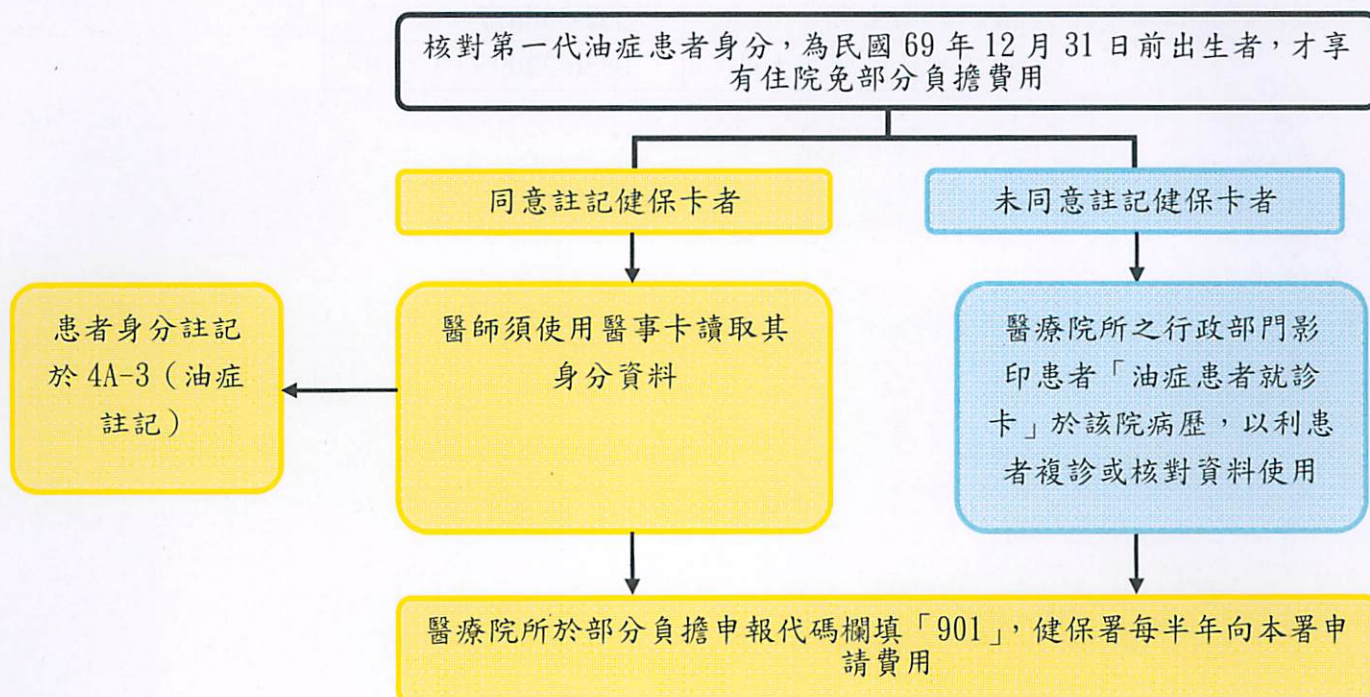 核對第一代油症患者身分，為民國 69 年 12 月 31 日前出生者，才享
有住院免部分負擔費用
同意註記健保卡者
未同意註記健保卡者
患者身分註記
於 4A-3（油症
註記）
醫師須使用醫事卡讀取其
身分資料
醫療院所之行政部門影
印患者「油症患者就診
卡」於該院病歷，以利患
者複診或核對資料使用
醫療院所於部分負擔申報代碼欄填「901」，健保署每半年向本署申
請費用